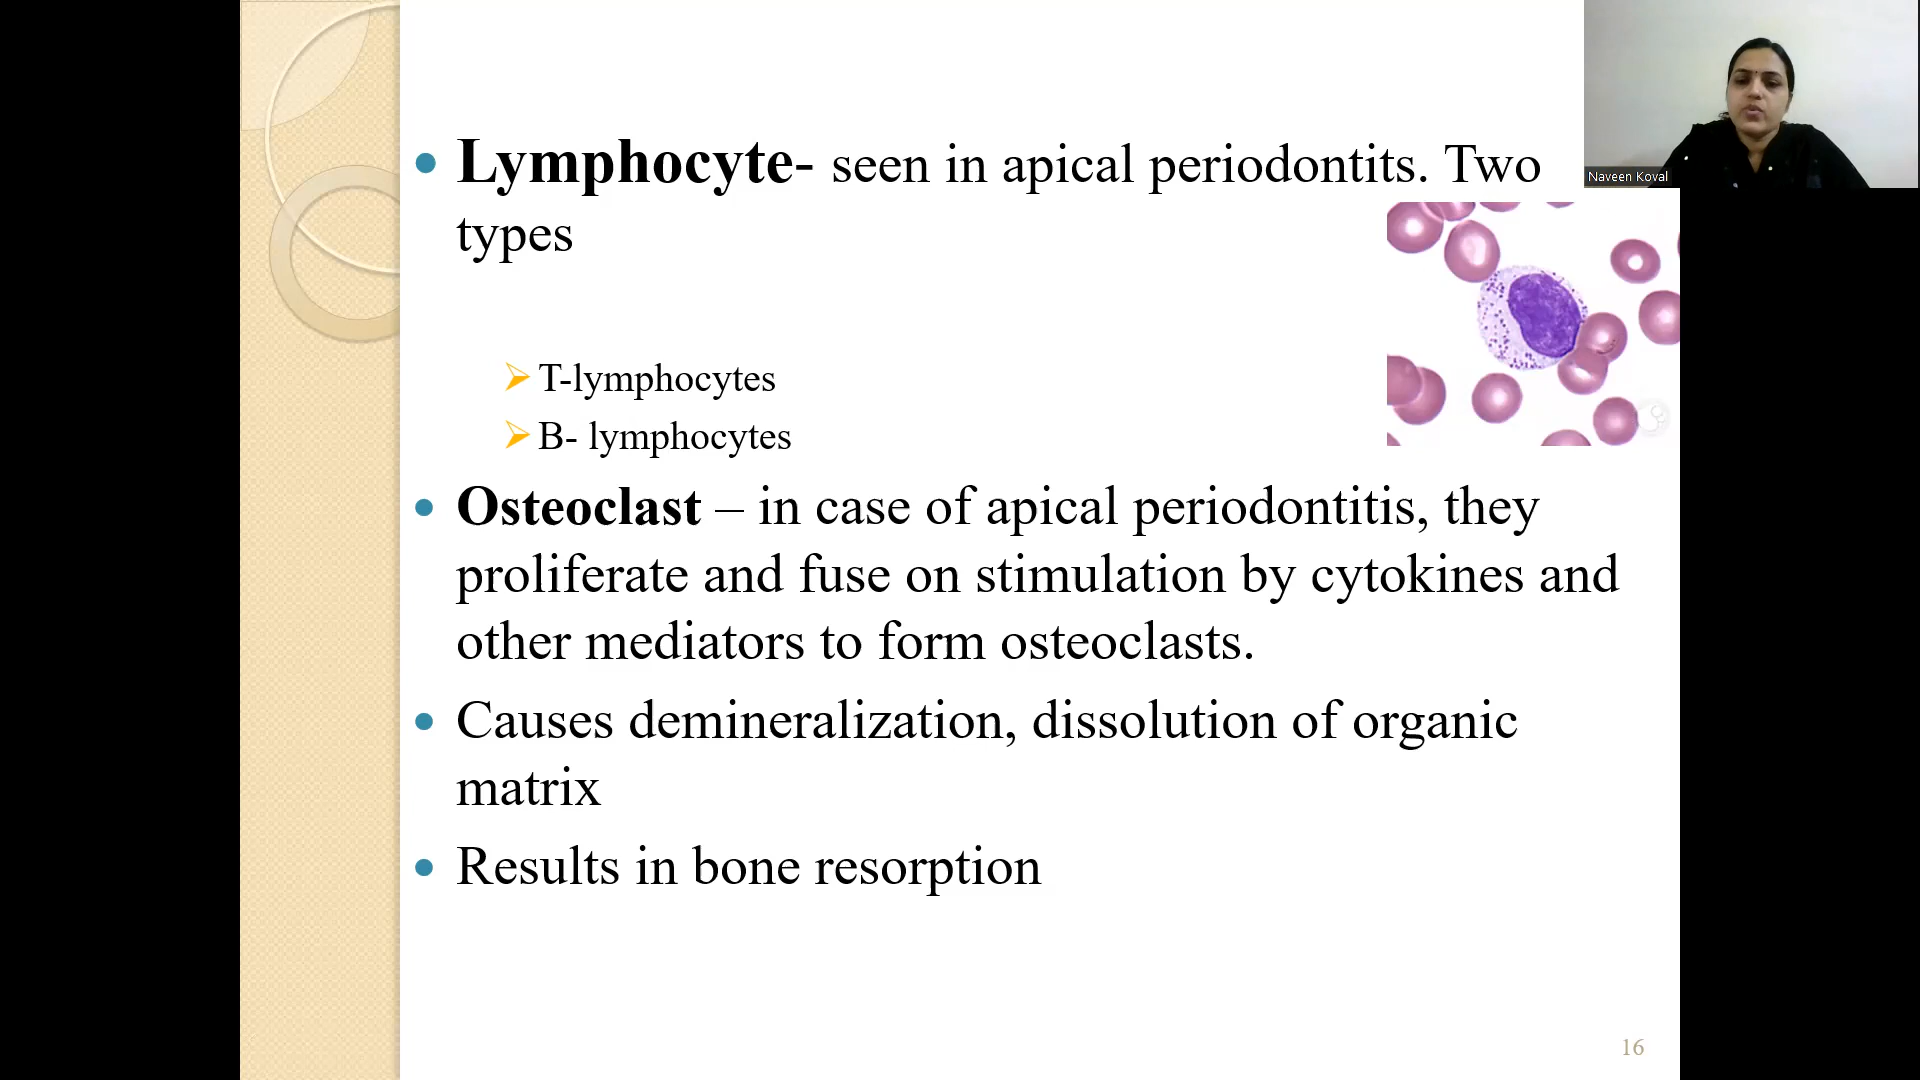 • Lymphocyte- seen in apical periodontits. Two
types
Naveen Koval
➢ T-lymphocytes
➢ B- lymphocytes
• Osteoclast – in case of apical periodontitis, they
proliferate and fuse on stimulation by cytokines and
other mediators to form osteoclasts.
• Causes demineralization, dissolution of organic
matrix
• Results in bone resorption
16